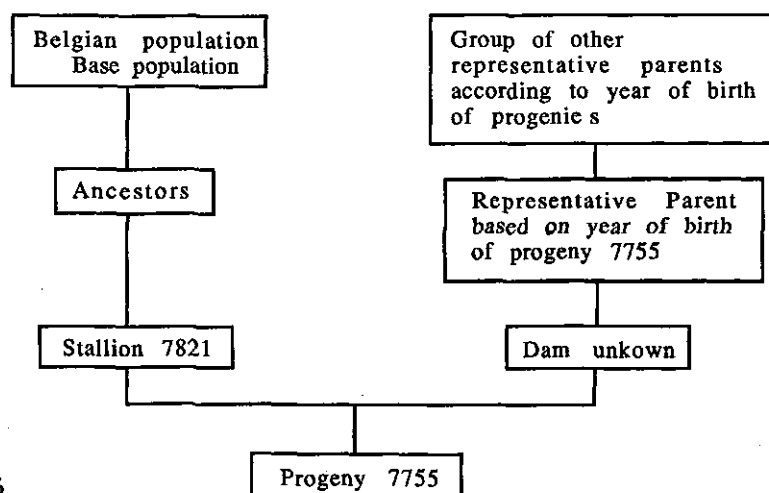 Belgian population
Base population
Group of other
representative parents
according to year of birth
of progenie s
Ancestors
Representative Parent
based on year of birth
of progeny 7755
Stallion 7821
Dam unkown
Progeny 7755